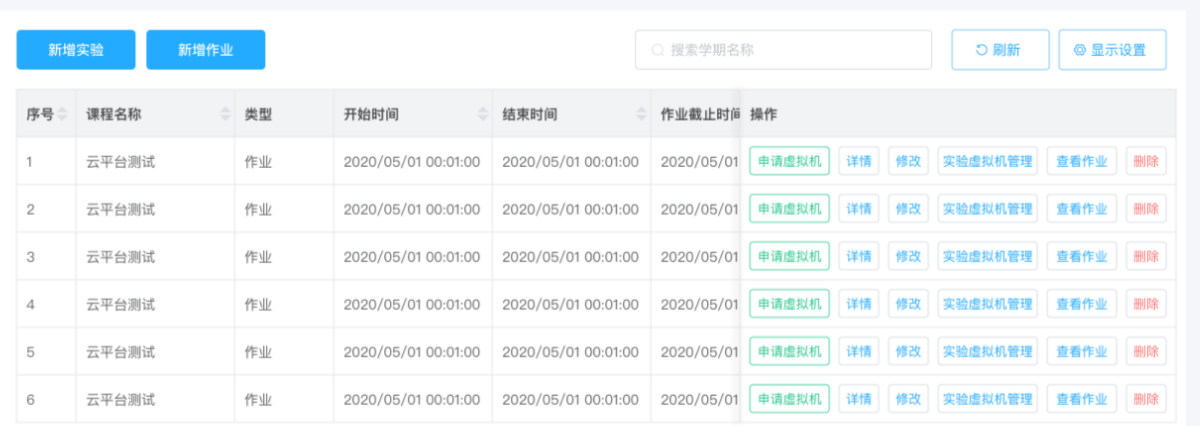 新增实验 新增作业 搜索学期名称 刷新 显示设置
序号 课程名称 类型 开始时间 结束时间 作业截止时间 操作
1 云平台测试 作业 2020/05/01 00:01:00 2020/05/01 00:01:00 2020/05/01 申请虚拟机 详情 修改 实验虚拟机管理 查看作业 删除
2 云平台测试 作业 2020/05/01 00:01:00 2020/05/01 00:01:00 2020/05/01 申请虚拟机 详情 修改 实验虚拟机管理 查看作业 删除
3 云平台测试 作业 2020/05/01 00:01:00 2020/05/01 00:01:00 2020/05/01 申请虚拟机 详情 修改 实验虚拟机管理 查看作业 删除
4 云平台测试 作业 2020/05/01 00:01:00 2020/05/01 00:01:00 2020/05/01 申请虚拟机 详情 修改 实验虚拟机管理 查看作业 删除
5 云平台测试 作业 2020/05/01 00:01:00 2020/05/01 00:01:00 2020/05/01 申请虚拟机 详情 修改 实验虚拟机管理 查看作业 删除
6 云平台测试 作业 2020/05/01 00:01:00 2020/05/01 00:01:00 2020/05/01 申请虚拟机 详情 修改 实验虚拟机管理 查看作业 删除